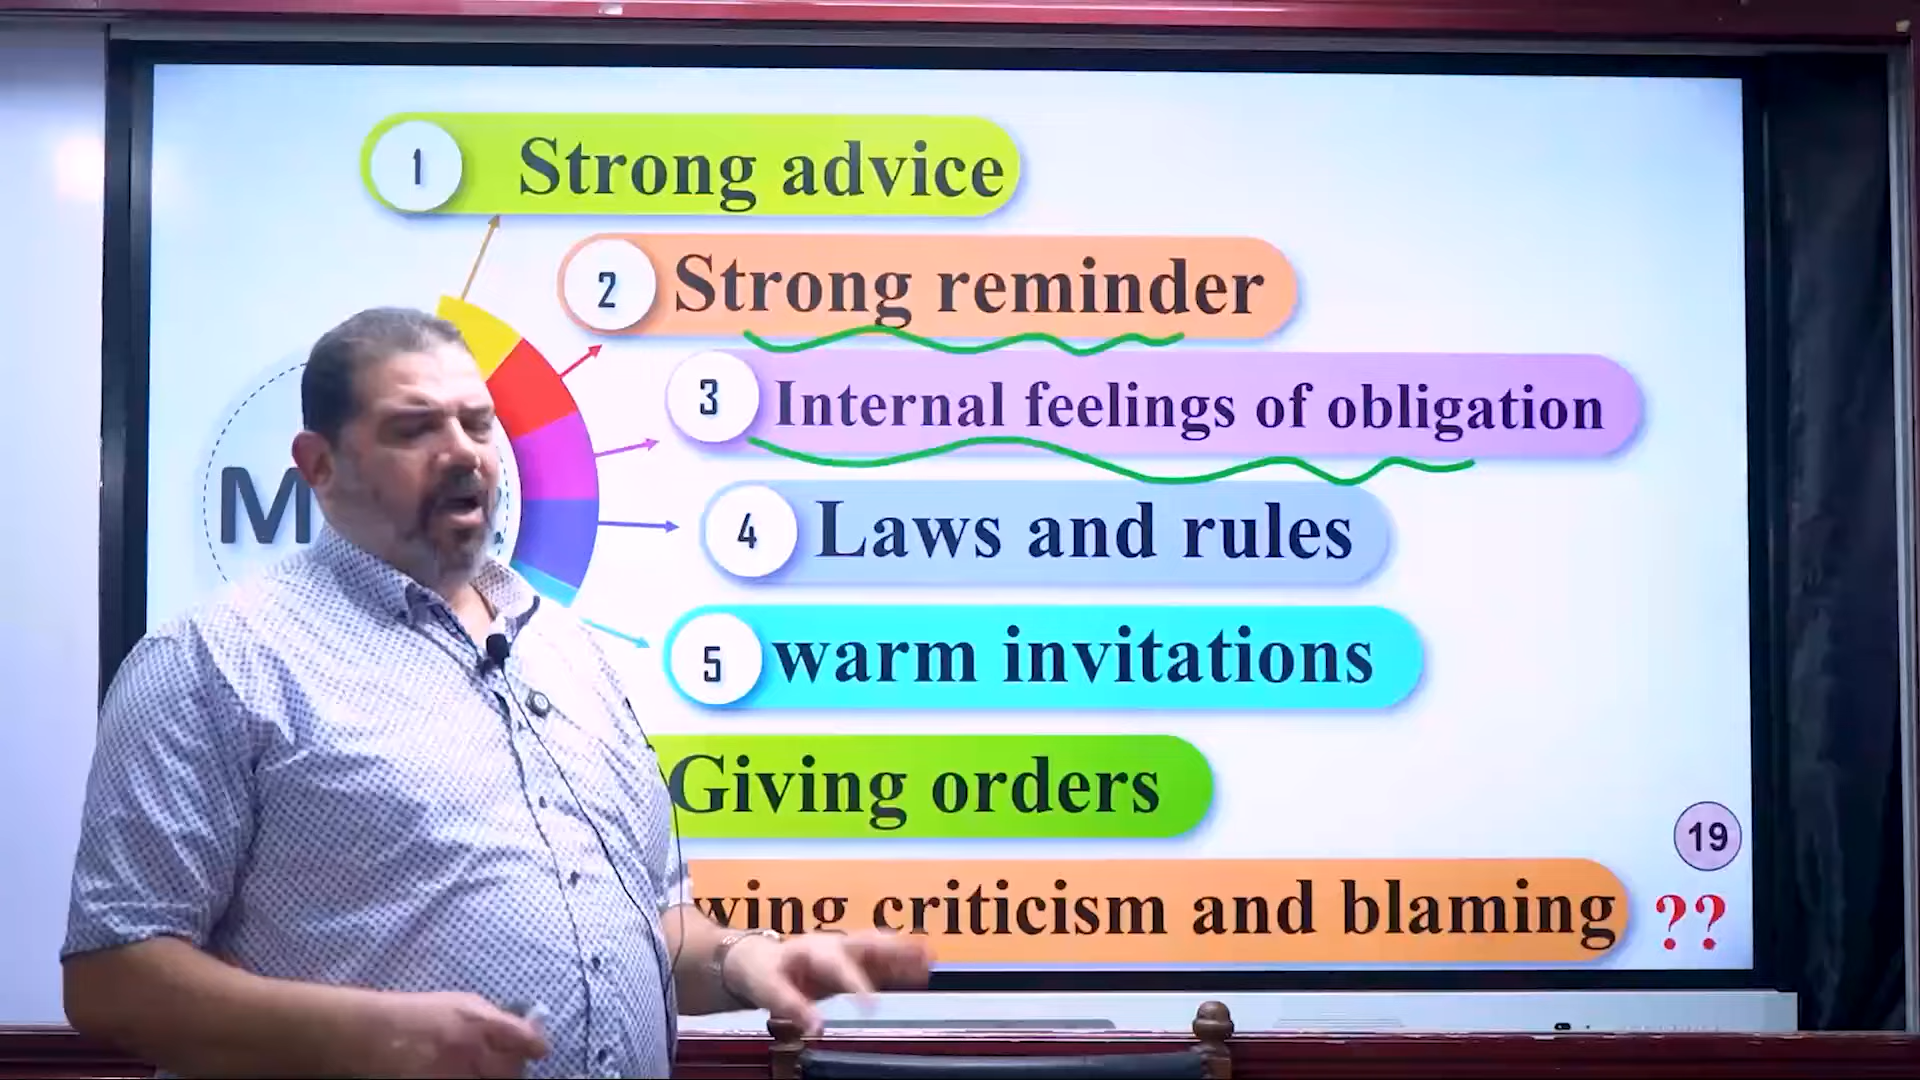 1 Strong advice
2 Strong reminder
3 Internal feelings of obligation
4 Laws and rules
5 warm invitations
Giving orders
criticism and blaming
19
??